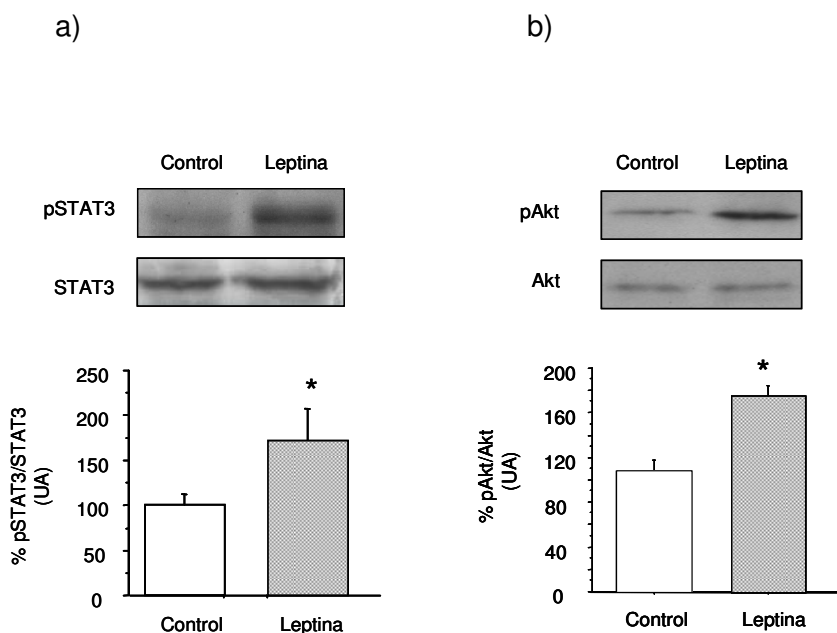 a)
Control Leptina
pSTAT3
STAT3
250
200
150
100
50
0
% pSTAT3/STAT3
(UA)
*
Control Leptina
b)
Control Leptina
pAkt
Akt
200
160
120
80
40
0
% pAkt/Akt
(UA)
*
Control Leptina